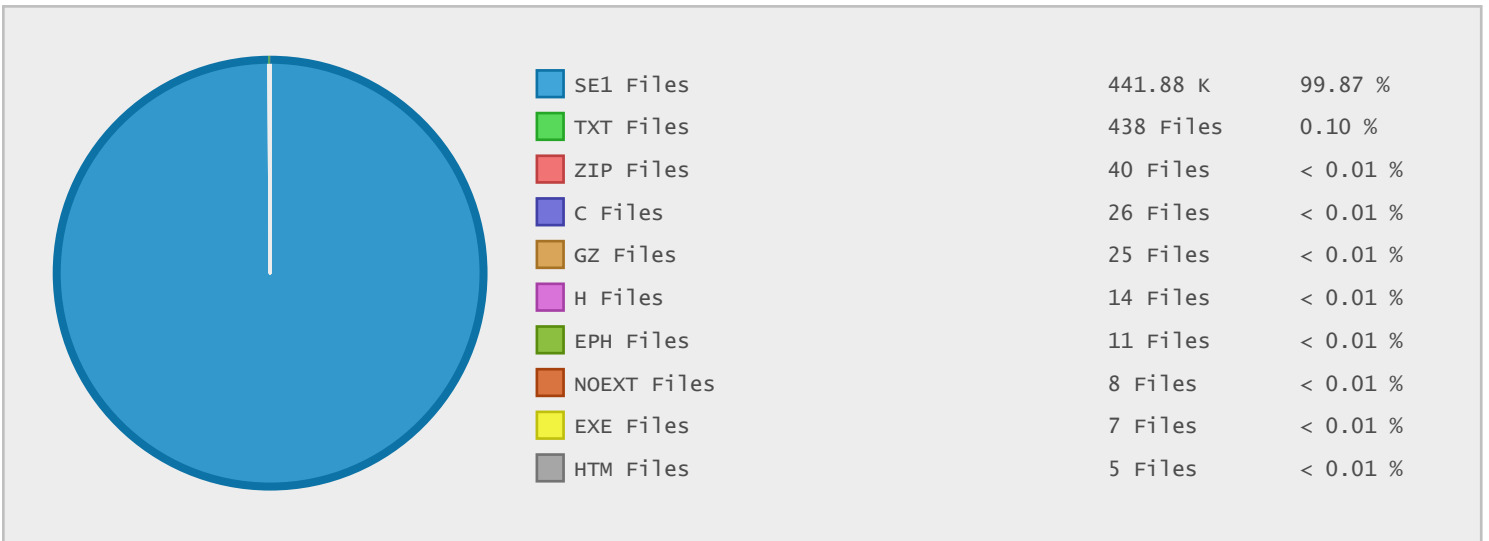 SE1 Files 441.88 K 99.87 %
TXT Files 438 Files 0.10 %
ZIP Files 40 Files < 0.01 %
C Files 26 Files < 0.01 %
GZ Files 25 Files < 0.01 %
H Files 14 Files < 0.01 %
EPH Files 11 Files < 0.01 %
NOEXT Files 8 Files < 0.01 %
EXE Files 7 Files < 0.01 %
HTM Files 5 Files < 0.01 %